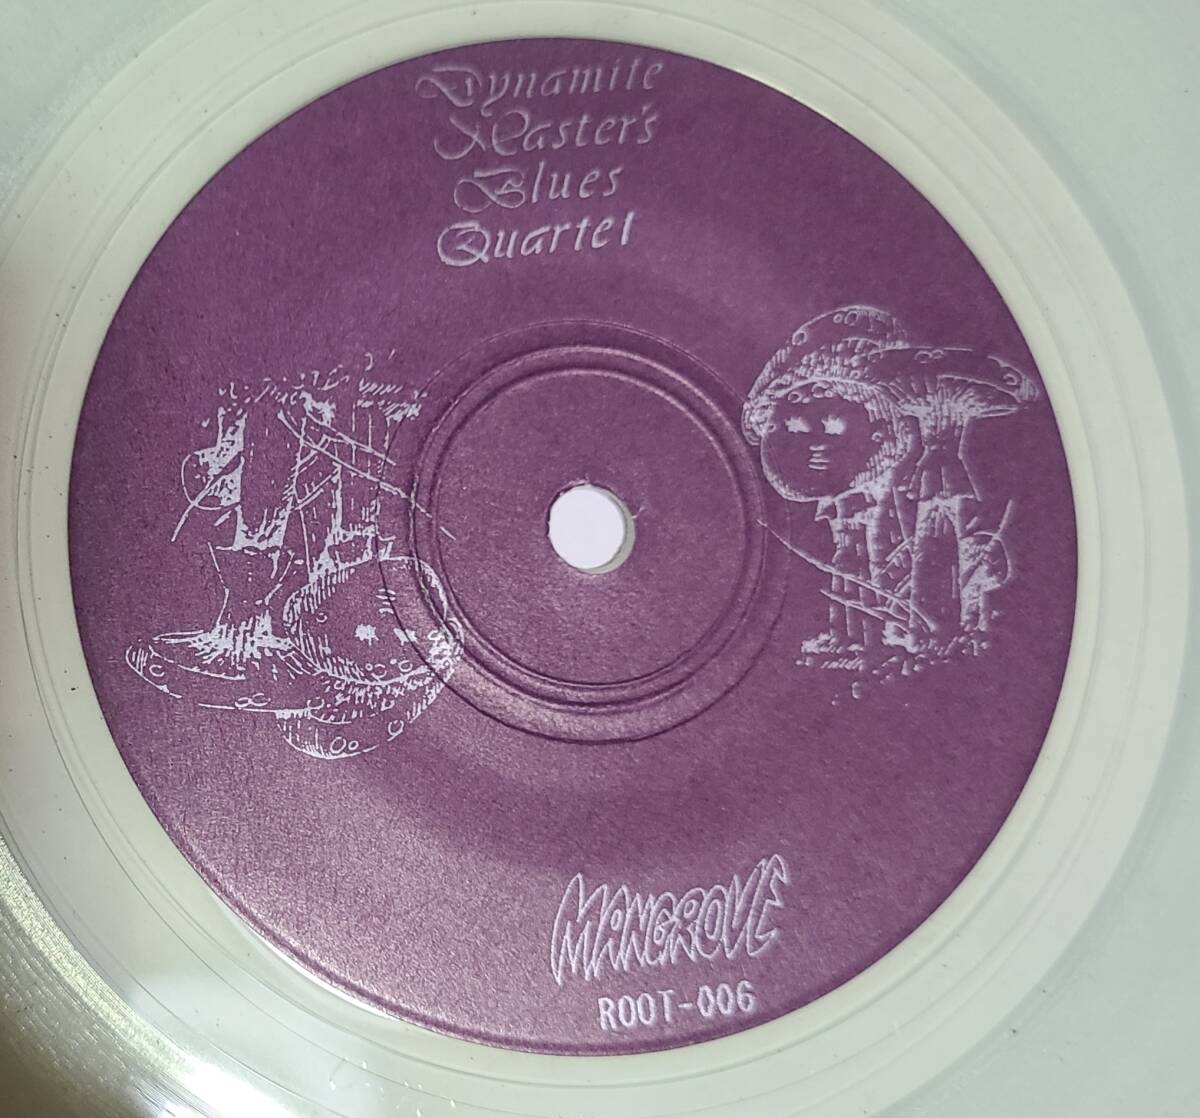 Dynamite
Master's
Blues
Quartet
MANGROVE
ROOT-006